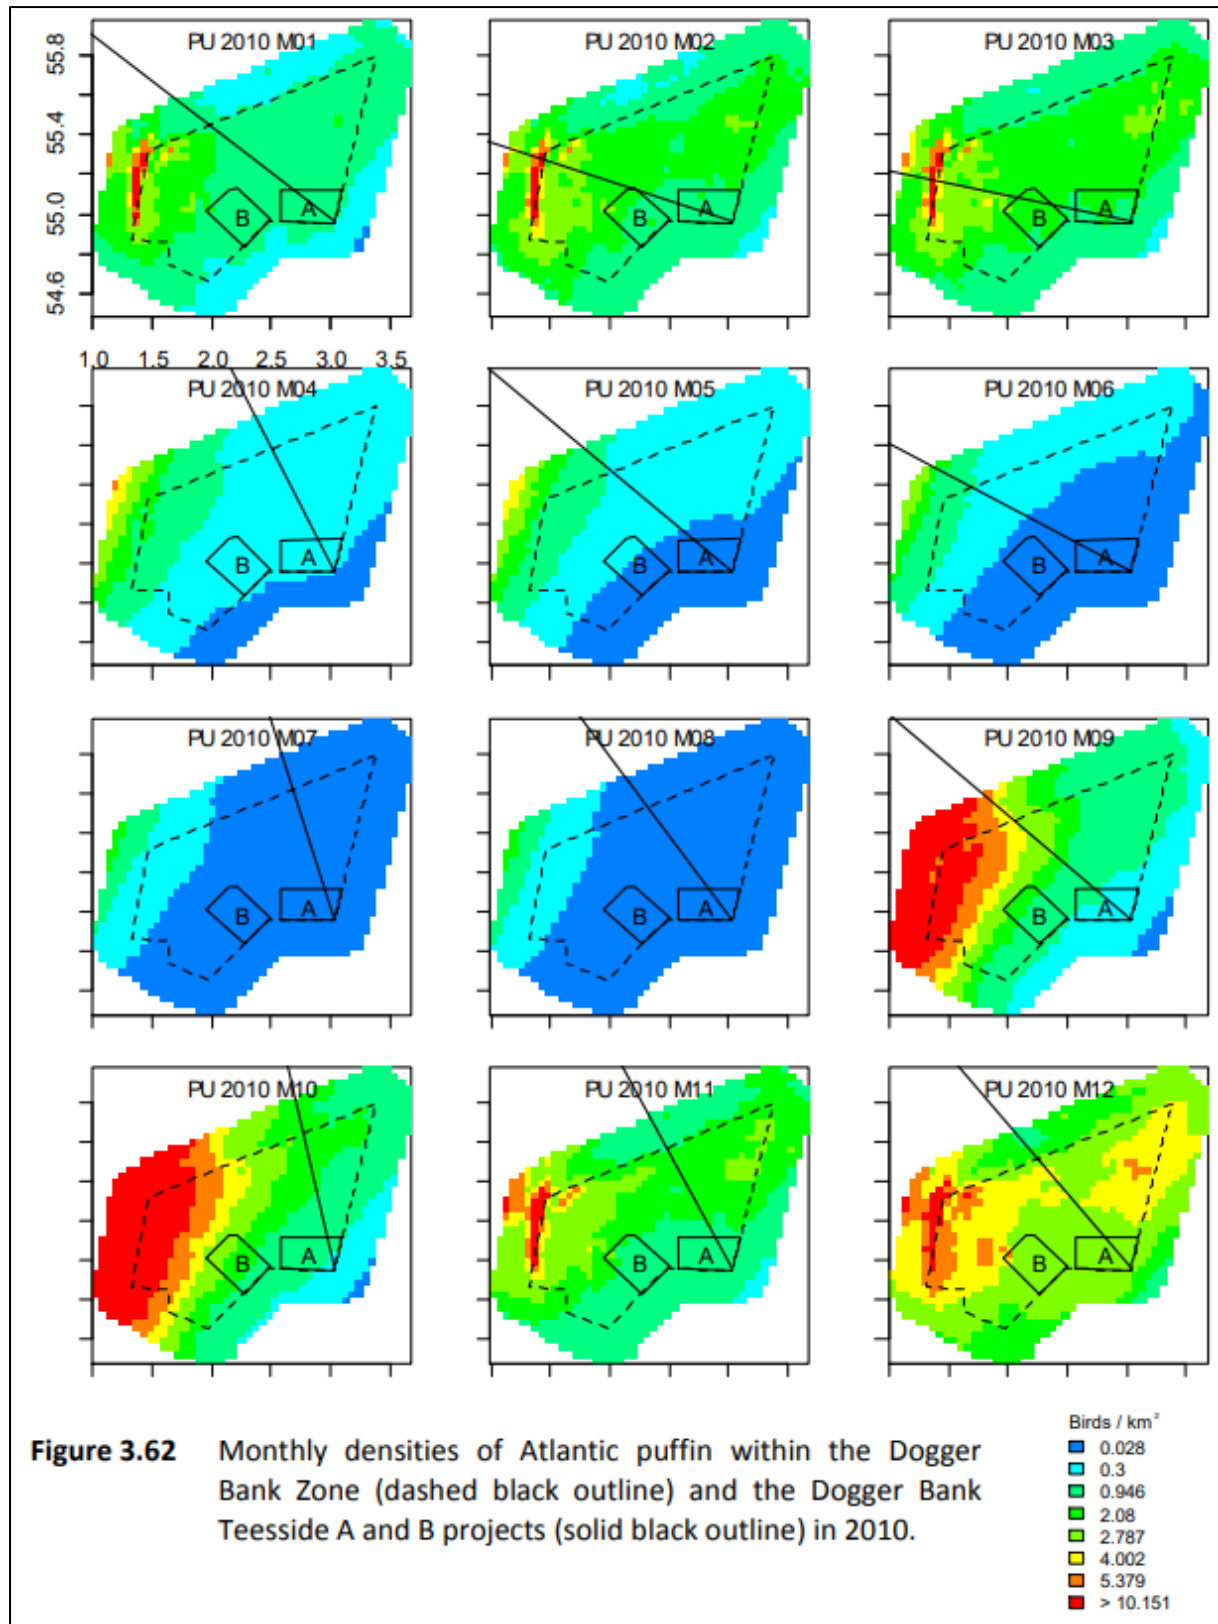 PU 2010 M01
PU 2010 M02
PU 2010 M03
55.8
55.4
55.0
54.6
B
A
B
A
B
A
1.0 1.5 2.0 2.5 3.0 3.5
PU 2010 M04
PU 2010 M05
PU 2010 M06
B
A
B
A
B
A
PU 2010 M07
PU 2010 M08
PU 2010 M09
B
A
B
A
B
A
PU 2010 M10
PU 2010 M11
PU 2010 M12
B
A
B
A
B
A
Figure 3.62 Monthly densities of Atlantic puffin within the Dogger
Bank Zone (dashed black outline) and the Dogger Bank
Teesside A and B projects (solid black outline) in 2010.
Birds / km²
0.028
0.3
0.946
2.08
2.787
4.002
5.379
> 10.151